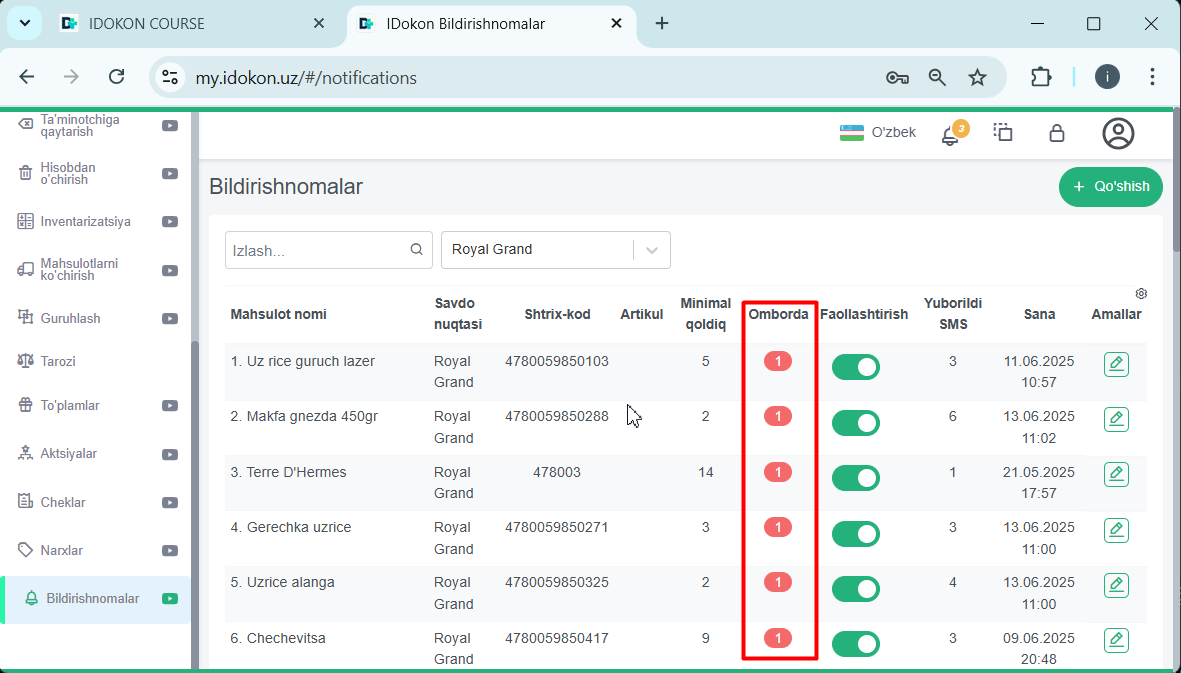 IDOKON COURSE
IDokon Bildirishnomalar
my.idokon.uz/#/notifications
i
Ta'minotchiga
qaytarish
Hisobdan
o'chirish
Inventarizatsiya
Mahsulotlarni
ko'chirish
Guruhlash
Tarozi
To'plamlar
Aktsiyalar
Cheklar
Narxlar
Bildirishnomalar
O'zbek
3
Bildirishnomalar
+ Qo'shish
Izlash...
Royal Grand
Mahsulot nomi
Savdo
nuqtasi
Shtrix-kod
Artikul
Minimal
qoldiq
Omborda
Faollashtirish
Yuborildi
SMS
Sana
Amallar
1. Uz rice guruch lazer
Royal
Grand
4780059850103
5
1
3
11.06.2025
10:57
2. Makfa gnezda 450gr
Royal
Grand
4780059850288
2
1
6
13.06.2025
11:02
3. Terre D'Hermes
Royal
Grand
478003
14
1
1
21.05.2025
17:57
4. Gerechka uzrice
Royal
Grand
4780059850271
3
1
3
13.06.2025
11:00
5. Uzrice alanga
Royal
Grand
4780059850325
2
1
4
13.06.2025
11:00
6. Chechevitsa
Royal
Grand
4780059850417
9
1
3
09.06.2025
20:48